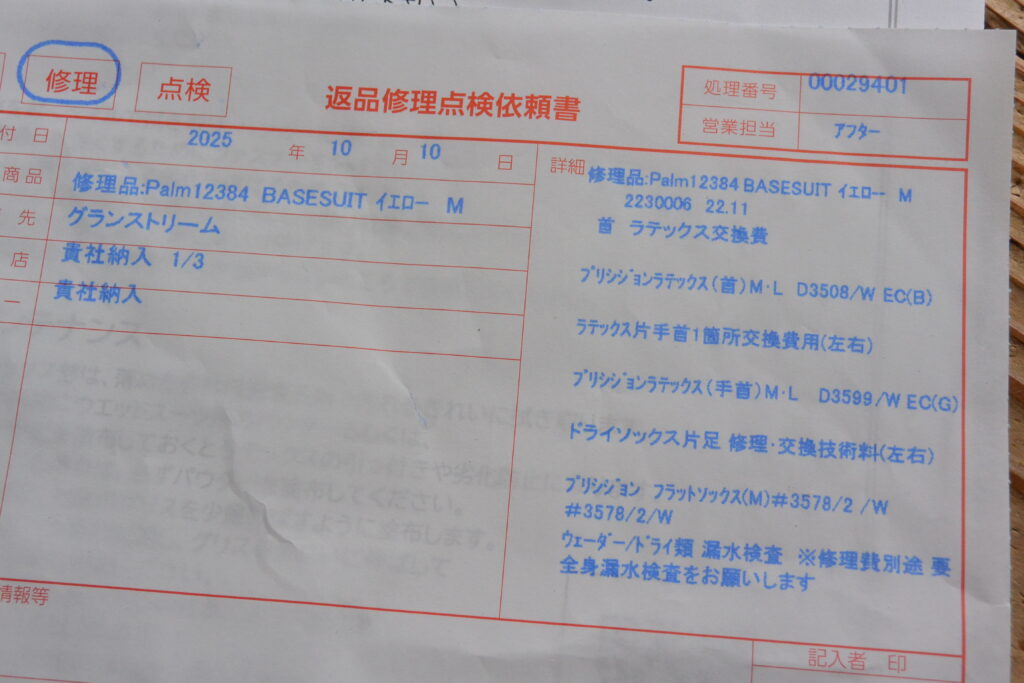 修理 点検
返品修理点検依頼書
処理番号 00029401
営業担当 アフター
付日 2025 年 10 月 10 日
商品 修理品:Palm12384 BASESUIT イエロー M
先 グランストリーム
店 貴社納入 1/3
ー 貴社納入
詳細 修理品:Palm12384 BASESUIT イエロー M
2230006 22.11
首 ラテックス交換費
プリシジョンラテックス(首)M・L D3508/W EC(B)
ラテックス片手首1箇所交換費用(左右)
プリシジョンラテックス(手首)M・L D3599/W EC(G)
ドライソックス片足 修理・交換技術料(左右)
プリシジョン フラットソックス(M)#3578/2 /W
#3578/2/W
ウェーダー/ドライ類 漏水検査 ※修理費別途 要
全身漏水検査をお願いします
情報等
記入者 印